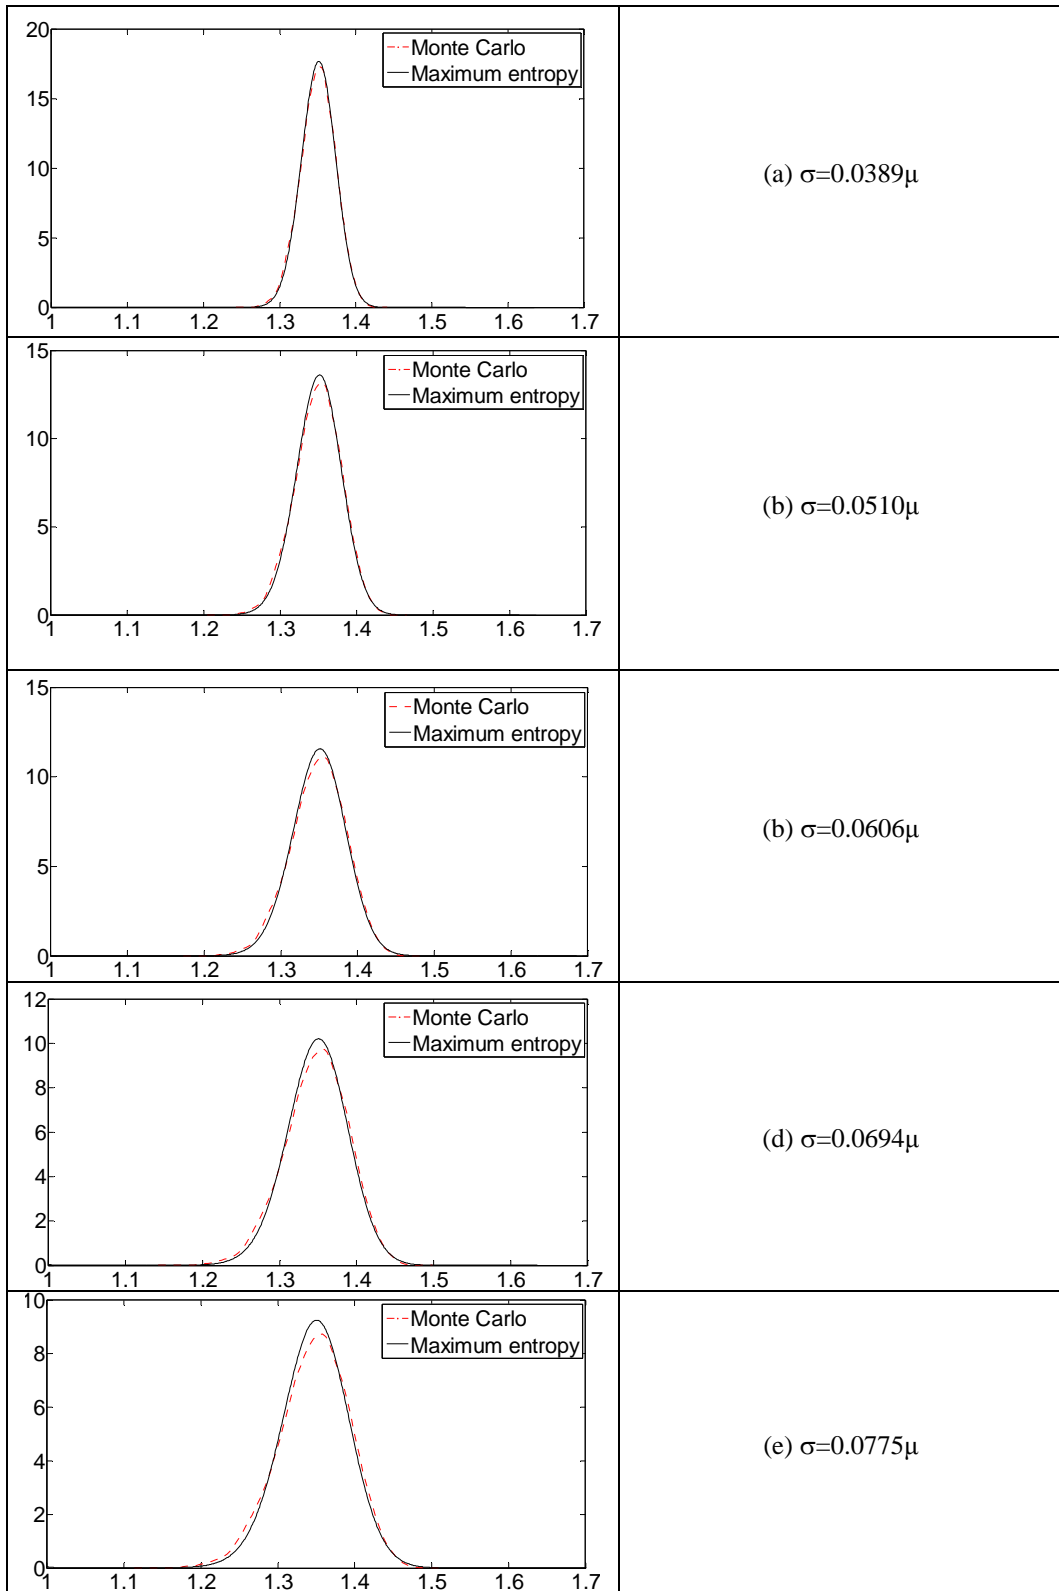 20
15
10
5
0
1 1.1 1.2 1.3 1.4 1.5 1.6 1.7
Monte Carlo
Maximum entropy
(a) σ=0.0389μ
15
10
5
0
1 1.1 1.2 1.3 1.4 1.5 1.6 1.7
Monte Carlo
Maximum entropy
(b) σ=0.0510μ
15
10
5
0
1 1.1 1.2 1.3 1.4 1.5 1.6 1.7
Monte Carlo
Maximum entropy
(b) σ=0.0606μ
12
10
8
6
4
2
0
1 1.1 1.2 1.3 1.4 1.5 1.6 1.7
Monte Carlo
Maximum entropy
(d) σ=0.0694μ
10
8
6
4
2
0
1 1.1 1.2 1.3 1.4 1.5 1.6 1.7
Monte Carlo
Maximum entropy
(e) σ=0.0775μ